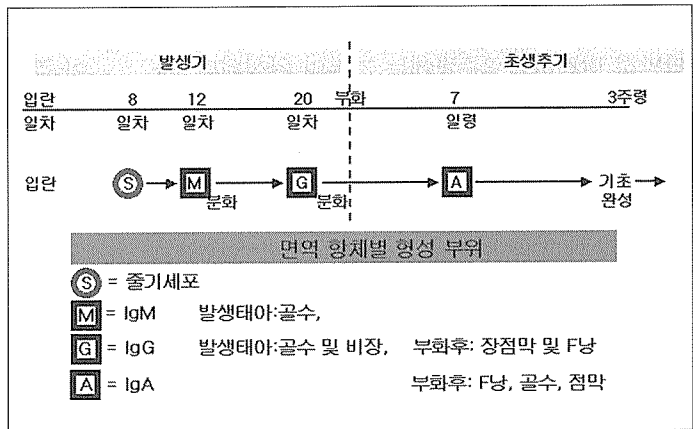 발생기 초생추기
입란 8 12 20 부화 7 3주령
일차 일차 일차 일차 일령
입란 S M G A 기초
분화 분화 완성
면역 항체별 형성 부위
S = 줄기세포
M = IgM 발생태아:골수,
G = IgG 발생태아:골수 및 비장, 부화후: 장점막 및 F낭
A = IgA 부화후: F낭, 골수, 점막